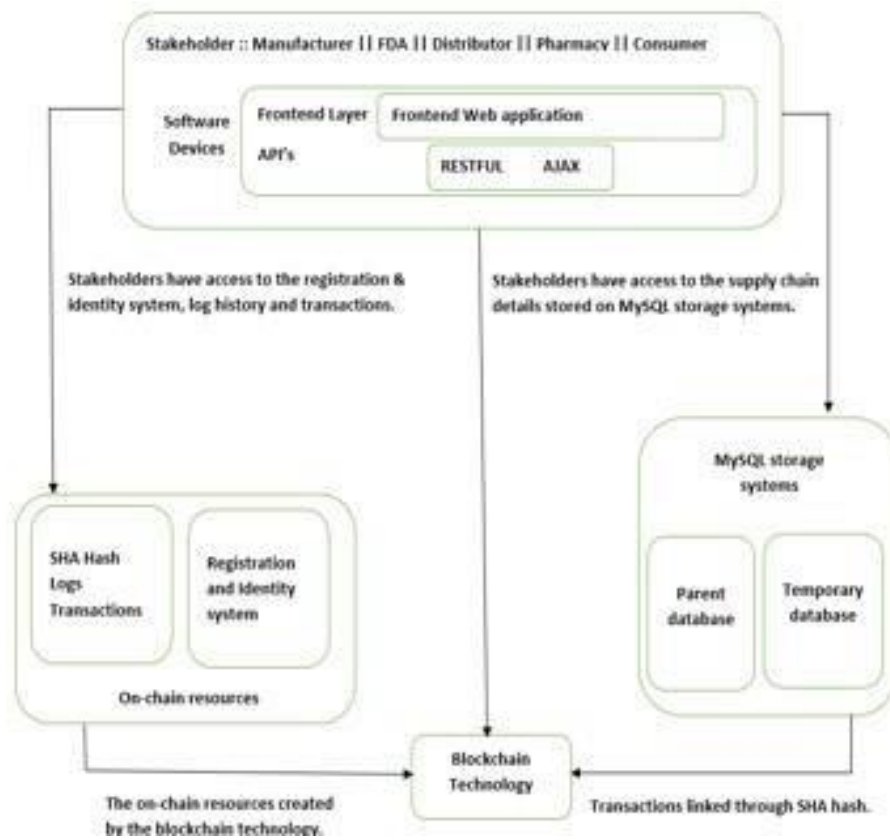 Stakeholder :: Manufacturer || FDA || Distributor || Pharmacy || Consumer
Software
Devices
Frontend Layer
Frontend Web application
API's
RESTFUL AJAX
Stakeholders have access to the registration &
identity system, log history and transactions.
Stakeholders have access to the supply chain
details stored on MySQL storage systems.
SHA Hash
Logs
Transactions
Registration
and Identity
system
On-chain resources
MySQL storage
systems
Parent
database
Temporary
database
Blockchain
Technology
The on-chain resources created
by the blockchain technology.
Transactions linked through SHA hash.